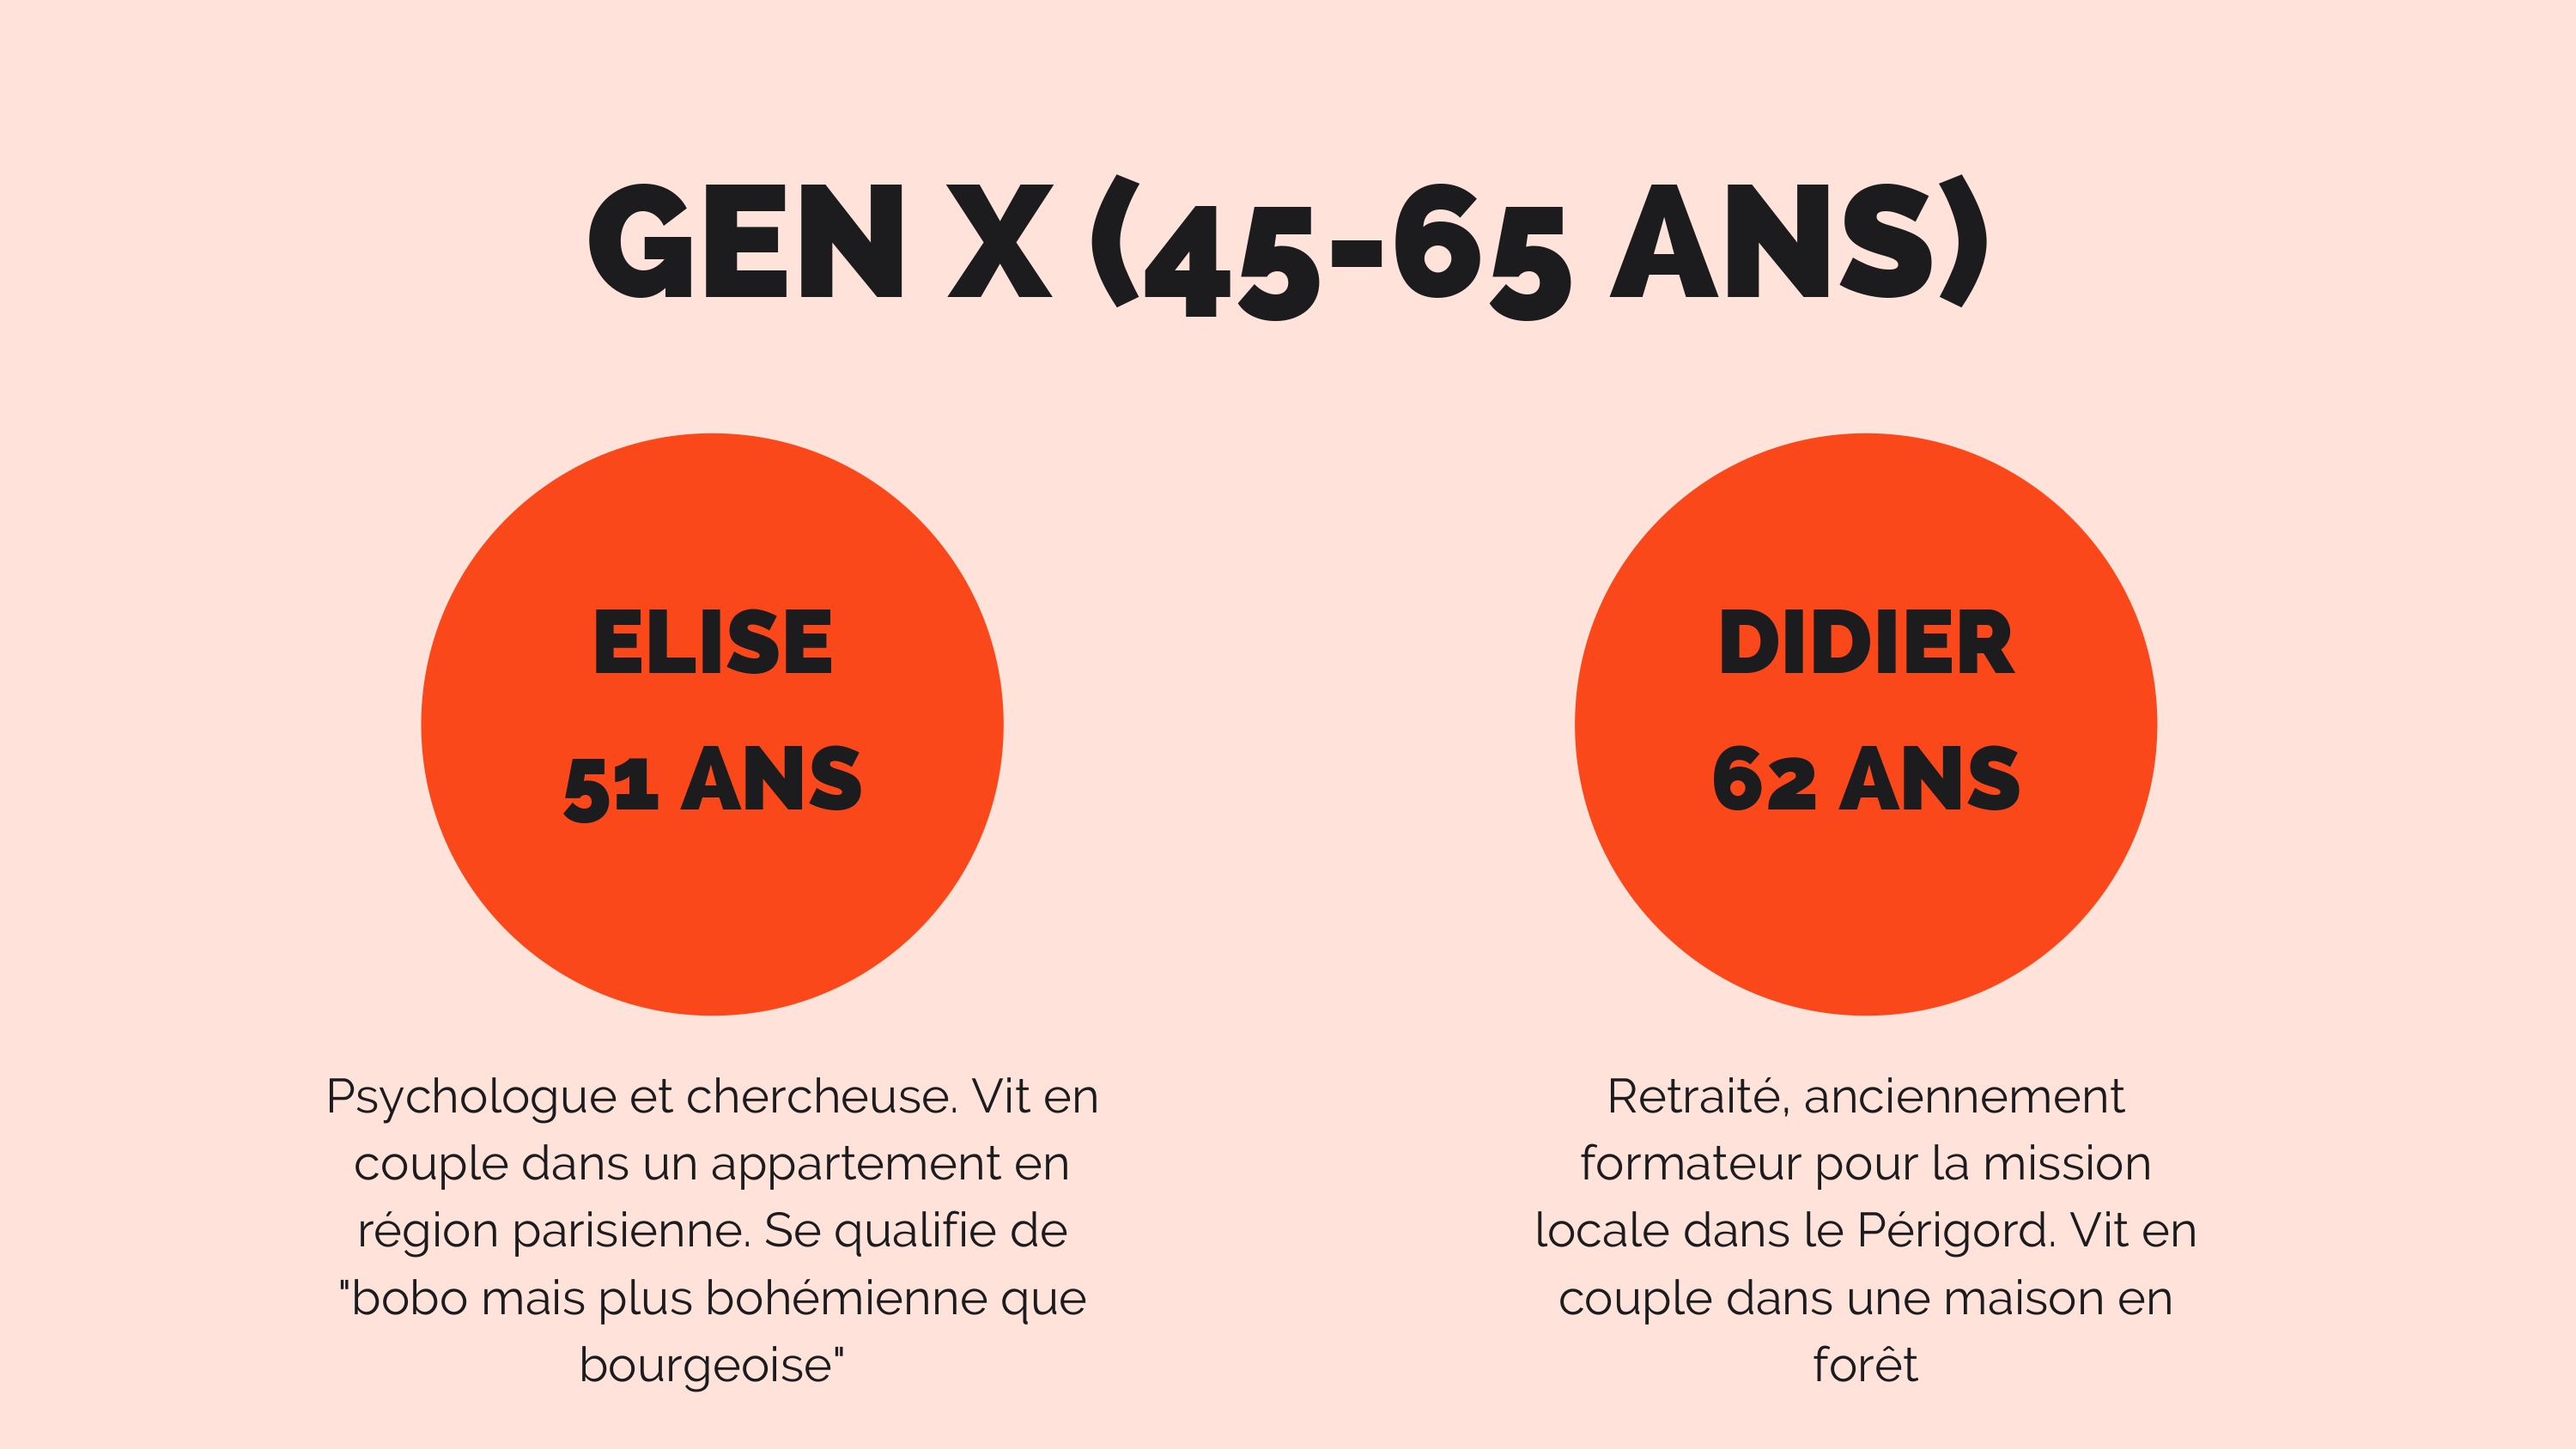 GEN X (45-65 ANS)
ELISE
51 ANS
Psychologue et chercheuse. Vit en
couple dans un appartement en
région parisienne. Se qualifie de
"bobo mais plus bohémienne que
bourgeoise"
DIDIER
62 ANS
Retraité, anciennement
formateur pour la mission
locale dans le Périgord. Vit en
couple dans une maison en
forêt